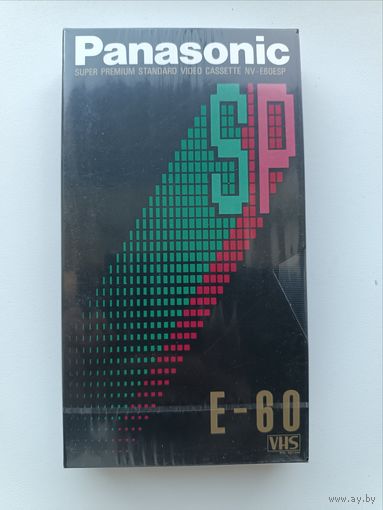 Panasonic
SUPER PREMIUM STANDARD VIDEO CASSETTE NV-E60ESP
SP
E-60
VHS
www.ay.by